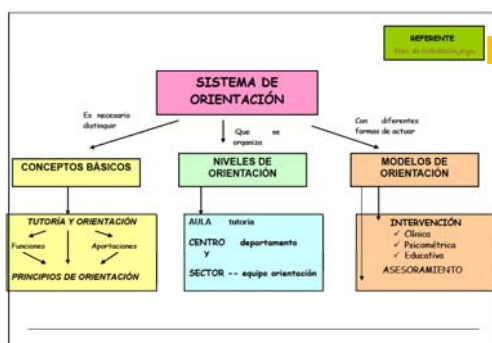 REFERENTE
SISTEMA DE
ORIENTACIÓN
Es necesario
distinguir
Que se
organiza
Con diferentes
formas de actuar
CONCEPTOS BÁSICOS
NIVELES DE
ORIENTACIÓN
MODELOS DE
ORIENTACIÓN
TUTORÍA Y ORIENTACIÓN
Funciones
Aportaciones
PRINCIPIOS DE ORIENTACIÓN
AULA tutoria
CENTRO departamento
Y
SECTOR -- equipo orientación
INTERVENCIÓN
✓ Clínica
✓ Psicométrica
✓ Educativa
ASESORAMIENTO